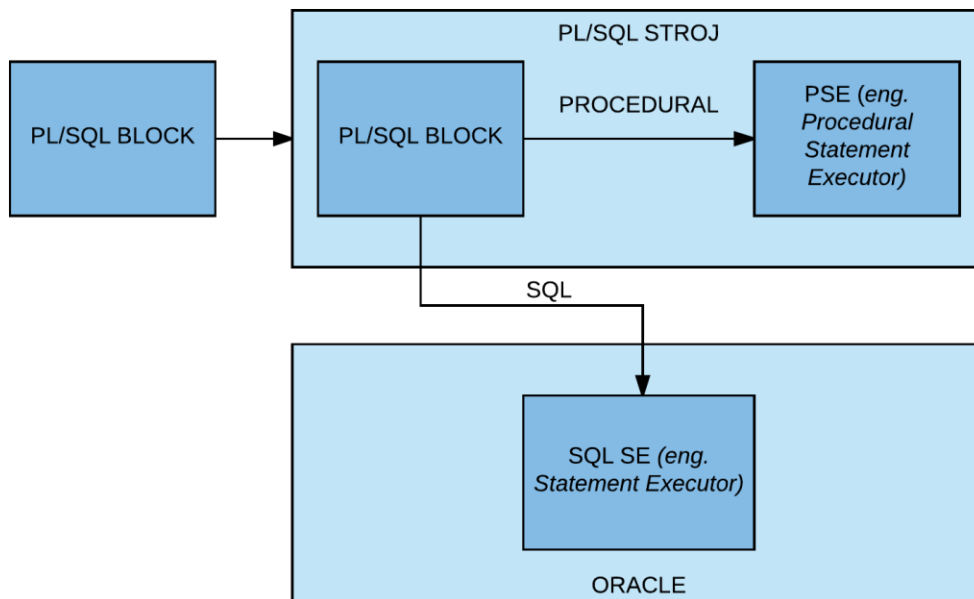 PL/SQL STROJ
PL/SQL BLOCK
PL/SQL BLOCK
PROCEDURAL
PSE (eng.
Procedural
Statement
Executor)
SQL
SQL SE (eng.
Statement Executor)
ORACLE